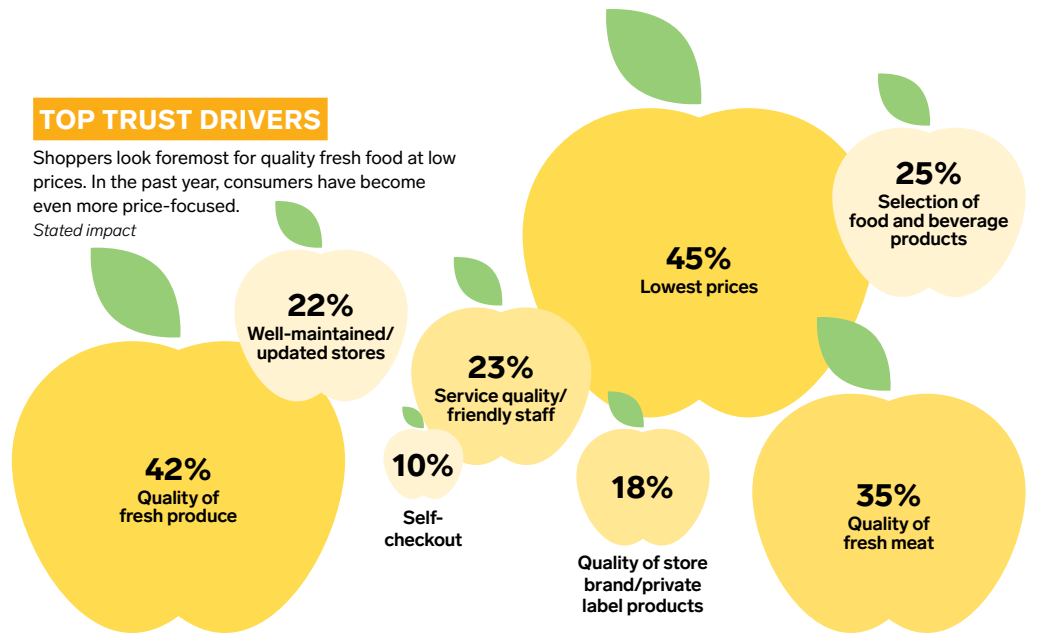 TOP TRUST DRIVERS
Shoppers look foremost for quality fresh food at low
prices. In the past year, consumers have become
even more price-focused.
Stated impact
45%
Lowest prices
25%
Selection of
food and beverage
products
22%
Well-maintained/
updated stores
23%
Service quality/
friendly staff
42%
Quality of
fresh produce
10%
Self-
checkout
18%
Quality of store
brand/private
label products
35%
Quality of
fresh meat